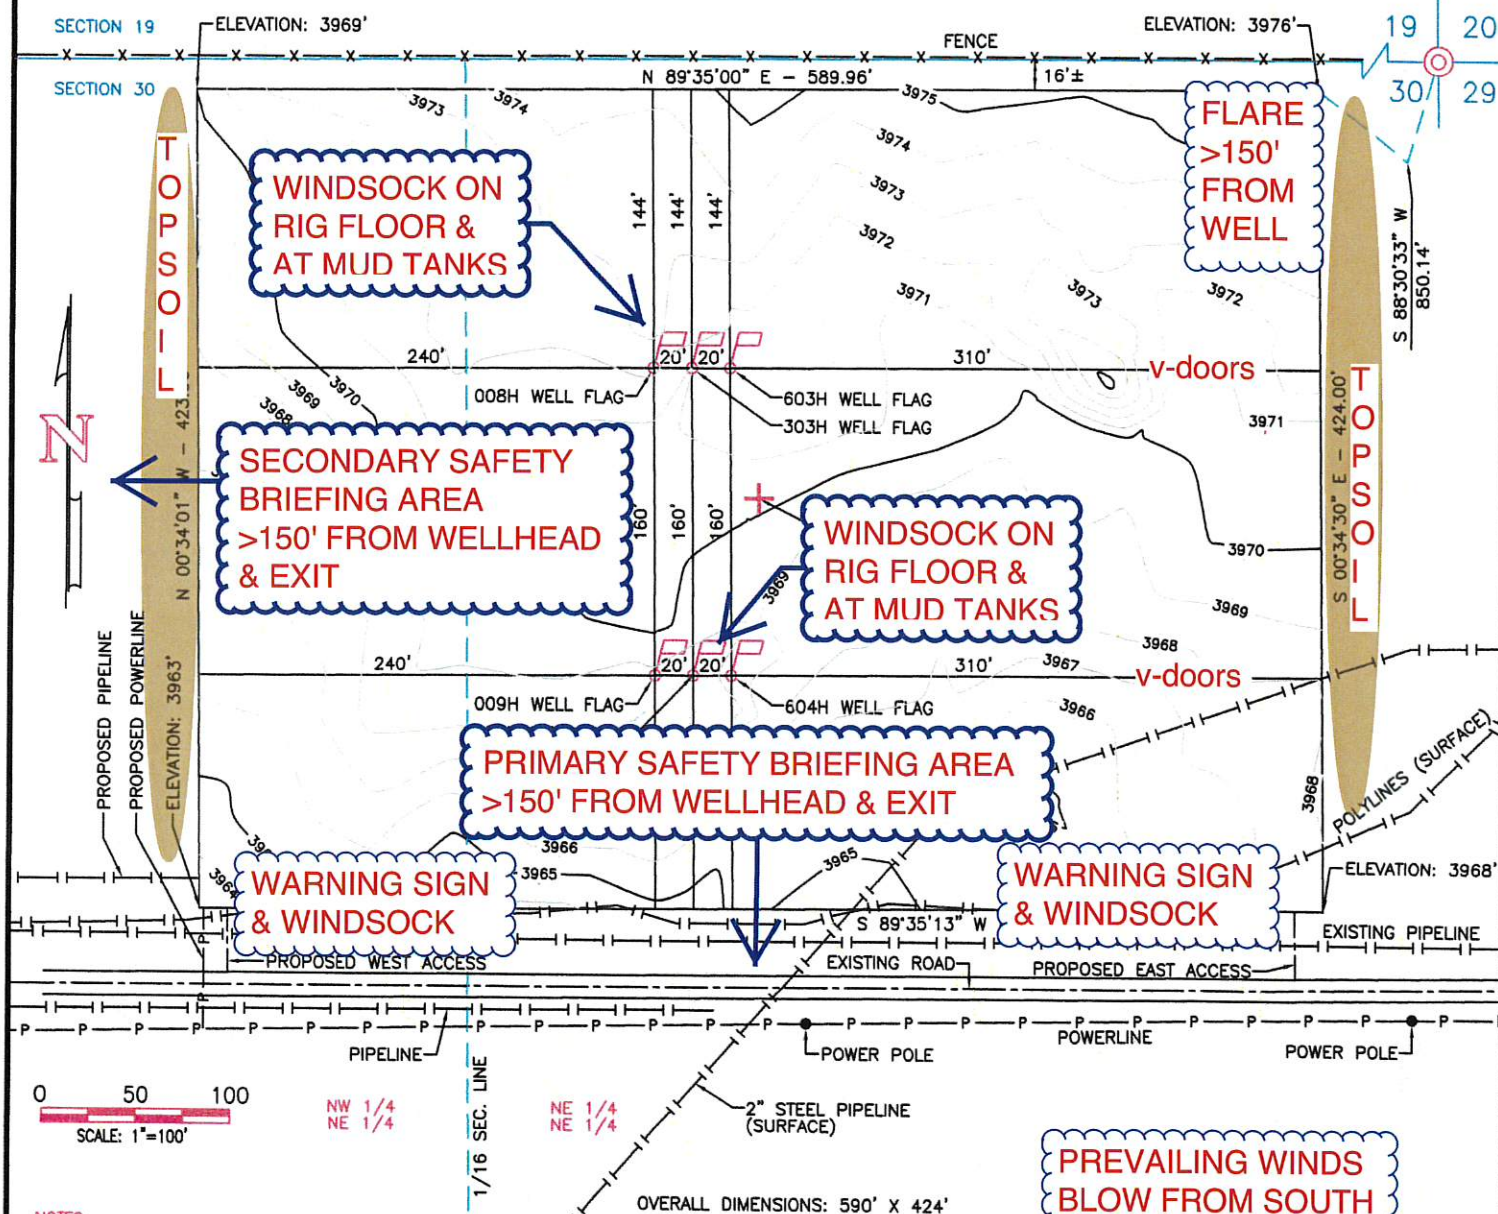 SECTION 19
ELEVATION: 3969'
ELEVATION: 3976'
19
20
FENCE
N 89°35'00" E - 589.96'
16'±
SECTION 30
30
29
3973
3974
3975
FLARE
>150'
FROM
WELL
TOPSOIL
WINDSOCK ON
RIG FLOOR &
AT MUD TANKS
144'
144'
144'
3974
3973
3972
3971
3973
3972
S 88°30'33" W
850.14'
240'
20'
20'
310'
v-doors
008H WELL FLAG
603H WELL FLAG
303H WELL FLAG
3970
3969
3968
3971
N
N 00°34'01" W - 423.
SECONDARY SAFETY
BRIEFING AREA
>150' FROM WELLHEAD
& EXIT
160'
160'
160'
WINDSOCK ON
RIG FLOOR &
AT MUD TANKS
3969
3970
3969
TOPSOIL
S 00°34'30" E - 424.00'
PROPOSED PIPELINE
PROPOSED POWERLINE
ELEVATION: 3963'
240'
20'
20'
310'
3967
3968
v-doors
009H WELL FLAG
604H WELL FLAG
3966
PRIMARY SAFETY BRIEFING AREA
>150' FROM WELLHEAD & EXIT
3968
POLYLINES (SURFACE)
3966
3965
3965
3964
WARNING SIGN
& WINDSOCK
WARNING SIGN
& WINDSOCK
ELEVATION: 3968'
S 89°35'13" W
EXISTING PIPELINE
PROPOSED WEST ACCESS
EXISTING ROAD
PROPOSED EAST ACCESS
P P P P P P P P P P P P P P P P P P
POWERLINE
PIPELINE
POWER POLE
POWER POLE
0 50 100
SCALE: 1"=100'
NW 1/4
NE 1/4
1/16 SEC. LINE
NE 1/4
NE 1/4
2" STEEL PIPELINE
(SURFACE)
PREVAILING WINDS
BLOW FROM SOUTH
OVERALL DIMENSIONS: 590' X 424'